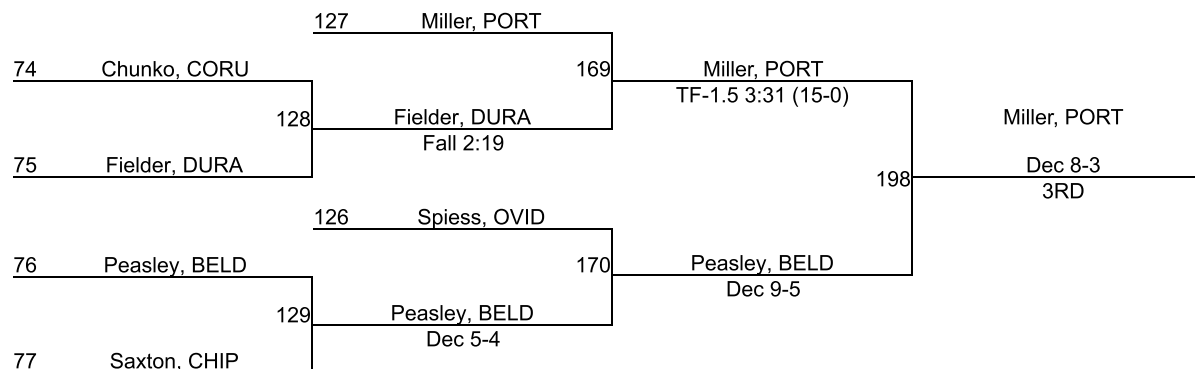 127 Miller, PORT
74 Chunko, CORU
169 Miller, PORT
TF-1.5 3:31 (15-0)
128 Fielder, DURA
Fall 2:19
Miller, PORT
75 Fielder, DURA
198 Dec 8-3
3RD
126 Spiess, OVID
76 Peasley, BELD
170 Peasley, BELD
Dec 9-5
129 Peasley, BELD
Dec 5-4
77 Saxton, CHIP